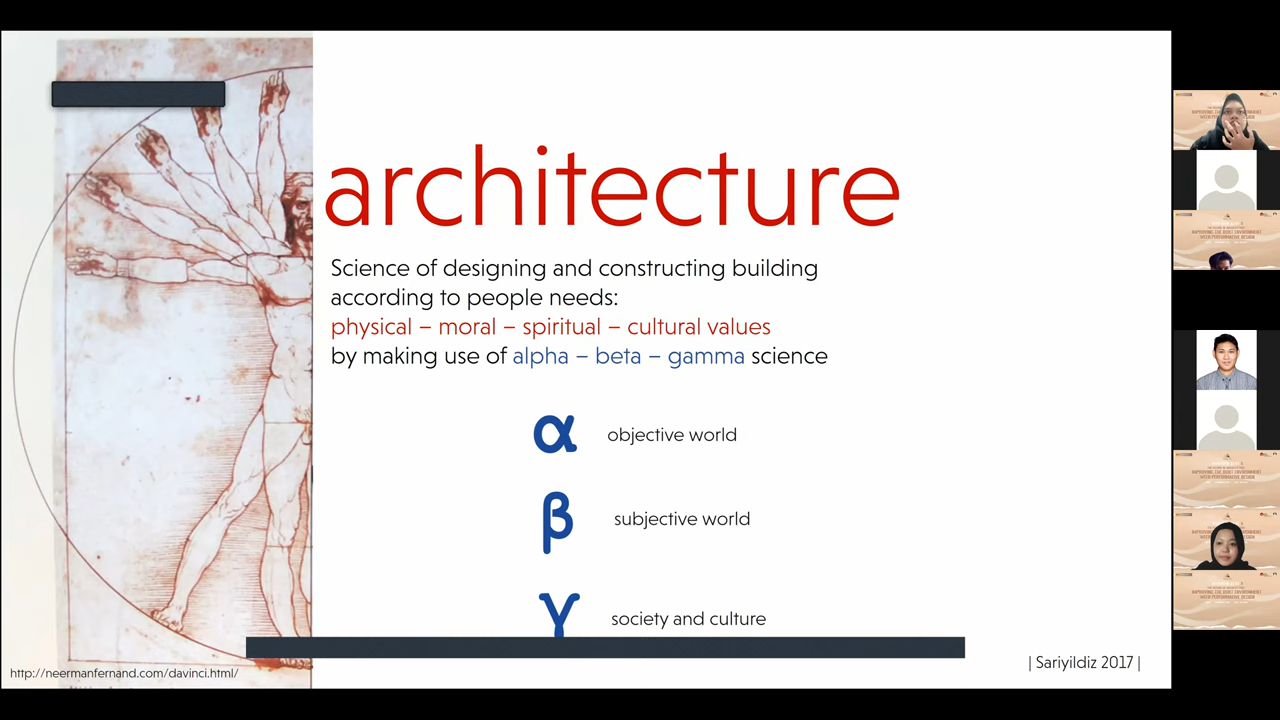 architecture
Science of designing and constructing building
according to people needs:
physical – moral – spiritual – cultural values
by making use of alpha – beta – gamma science
α objective world
β subjective world
γ society and culture
http://neermanfernand.com/davinci.html/
| Sariyildiz 2017 |